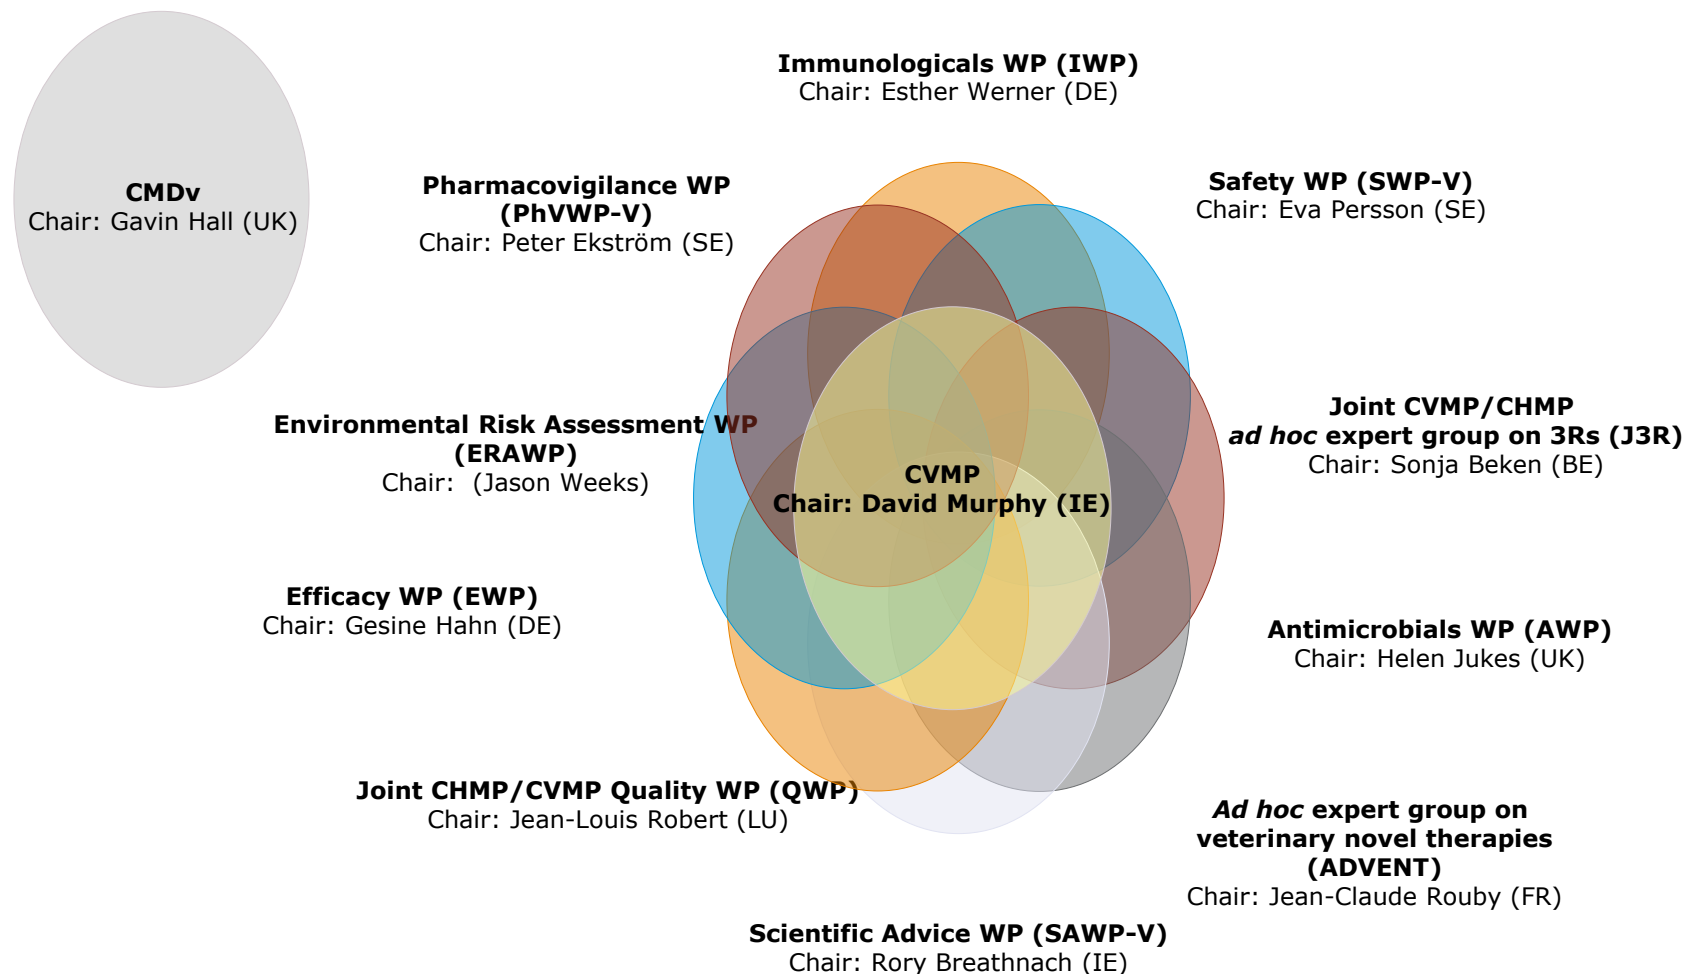 Immunologicals WP (IWP)
Chair: Esther Werner (DE)
CMDv
Chair: Gavin Hall (UK)
Pharmacovigilance WP
(PhVWP-V)
Chair: Peter Ekström (SE)
Safety WP (SWP-V)
Chair: Eva Persson (SE)
Environmental Risk Assessment WP
(ERAWP)
Chair:  (Jason Weeks)
CVMP
Chair: David Murphy (IE)
Joint CVMP/CHMP
ad hoc expert group on 3Rs (J3R)
Chair: Sonja Beken (BE)
Efficacy WP (EWP)
Chair: Gesine Hahn (DE)
Antimicrobials WP (AWP)
Chair: Helen Jukes (UK)
Joint CHMP/CVMP Quality WP (QWP)
Chair: Jean-Louis Robert (LU)
Ad hoc expert group on
veterinary novel therapies
(ADVENT)
Chair: Jean-Claude Rouby (FR)
Scientific Advice WP (SAWP-V)
Chair: Rory Breathnach (IE)